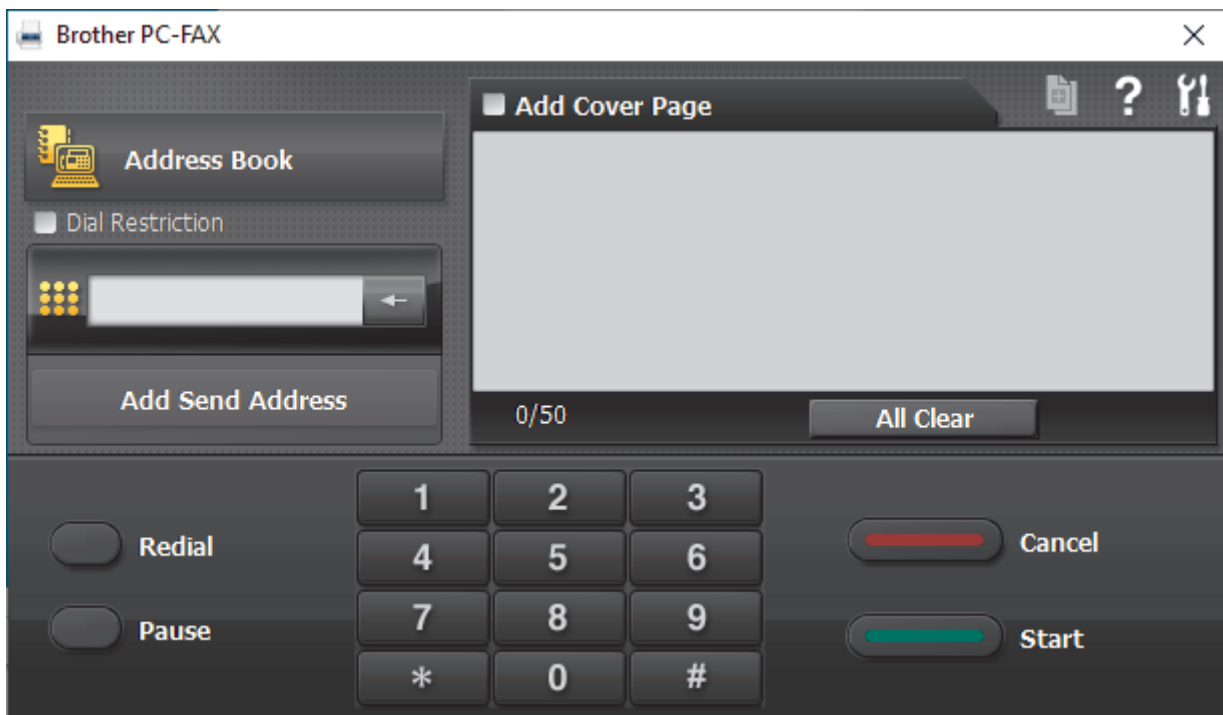 Brother PC-FAX
Add Cover Page
?
Address Book
Dial Restriction
Add Send Address
0/50
All Clear
1 2 3
4 5 6
7 8 9
* 0 #
Redial
Pause
Cancel
Start